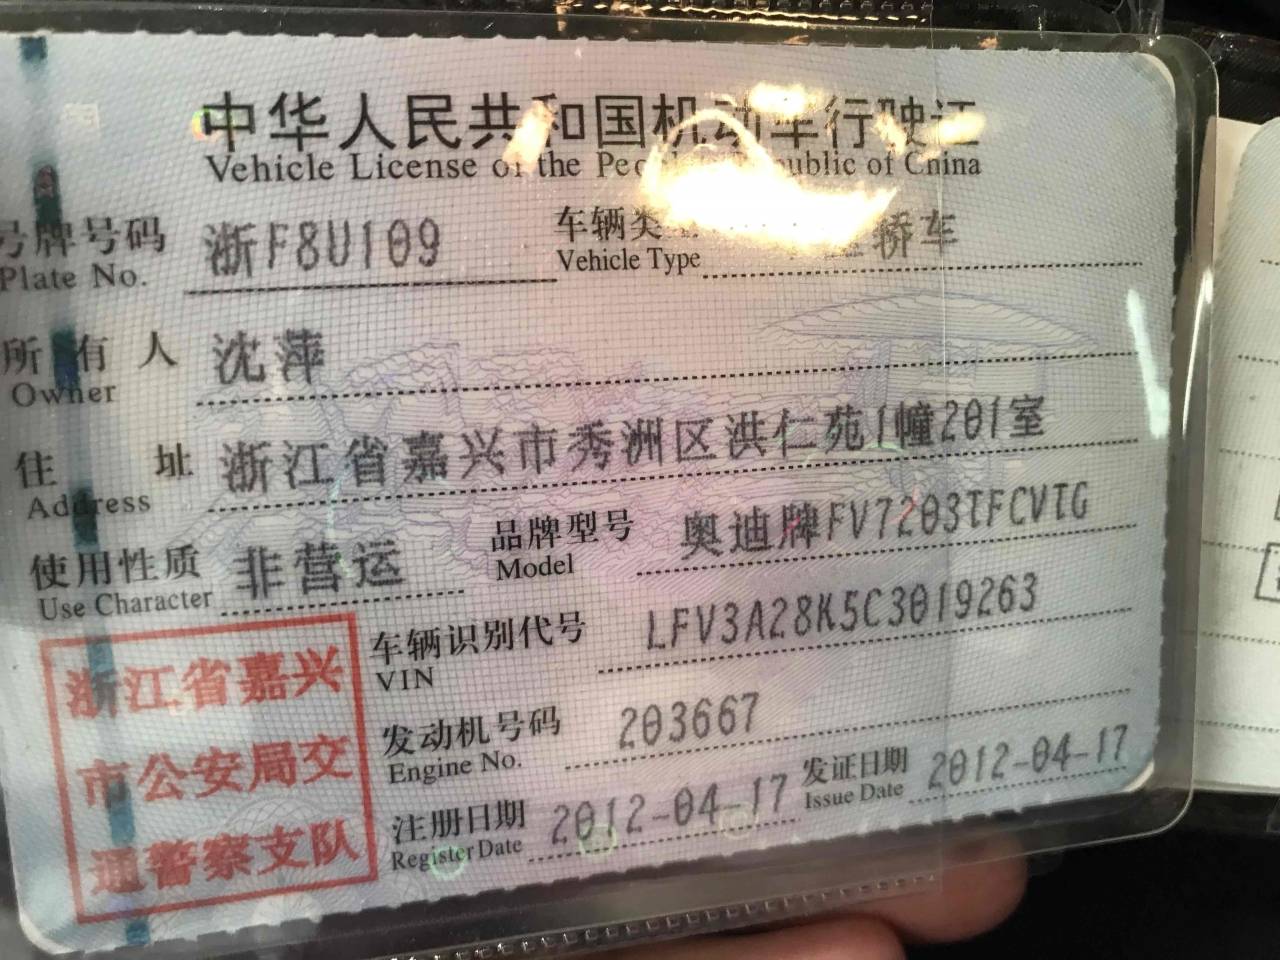 中华人民共和国机动车行驶证
Vehicle License of the People's Republic of China
号牌号码 浙F8U109 车辆类 轿车
Plate No. Vehicle Type
所有人 沈萍
Owner
住址 浙江省嘉兴市秀洲区洪仁苑1幢201室
Address
使用性质 非营运 品牌型号 奥迪牌FV7203TFCVTG
Use Character Model
浙江省嘉兴
市公安局交
通警察支队
车辆识别代号 LFV3A28K5C3019263
VIN
发动机号码 203667
Engine No.
注册日期 2012-04-17 发证日期 2012-04-17
Register Date Issue Date